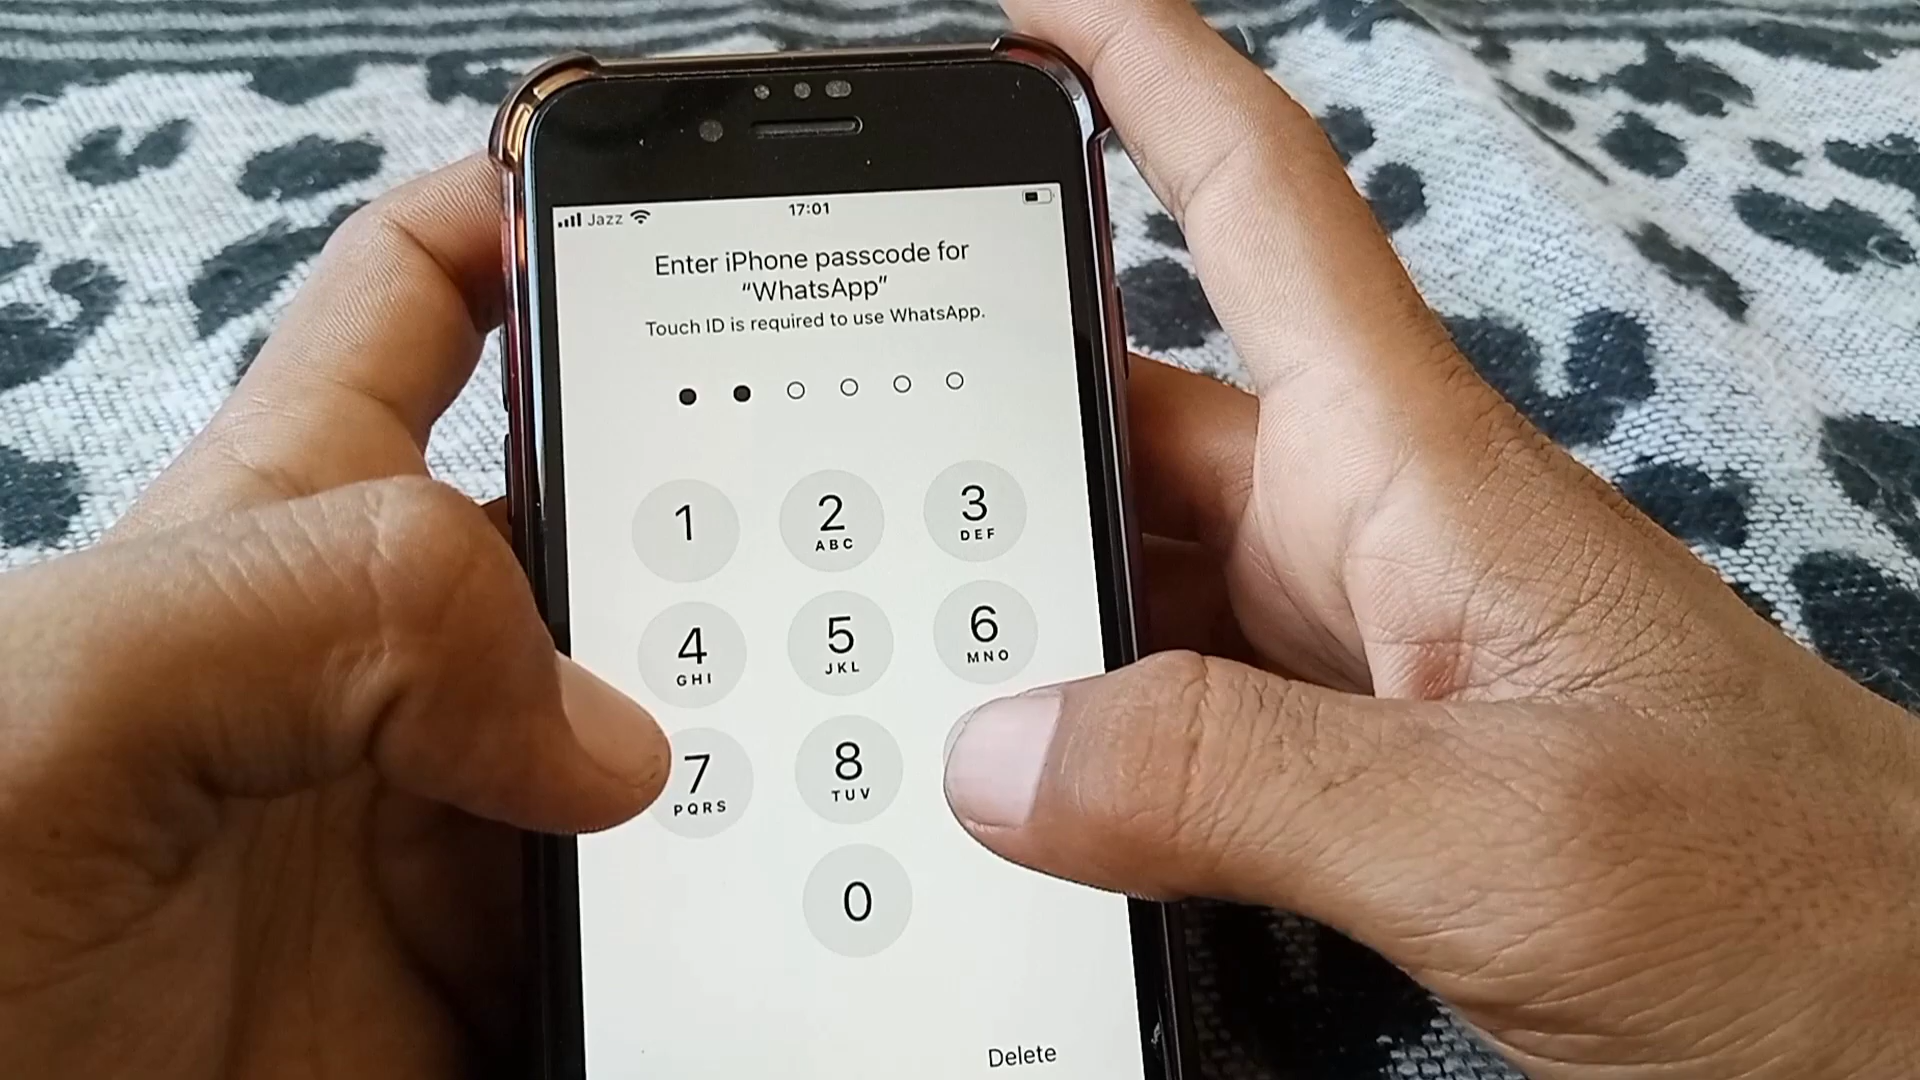 Jazz 17:01
Enter iPhone passcode for
“WhatsApp”
Touch ID is required to use WhatsApp.
1 2 3
ABC DEF
4 5 6
GHI JKL MNO
7 8
PQRS TUV
0
Delete